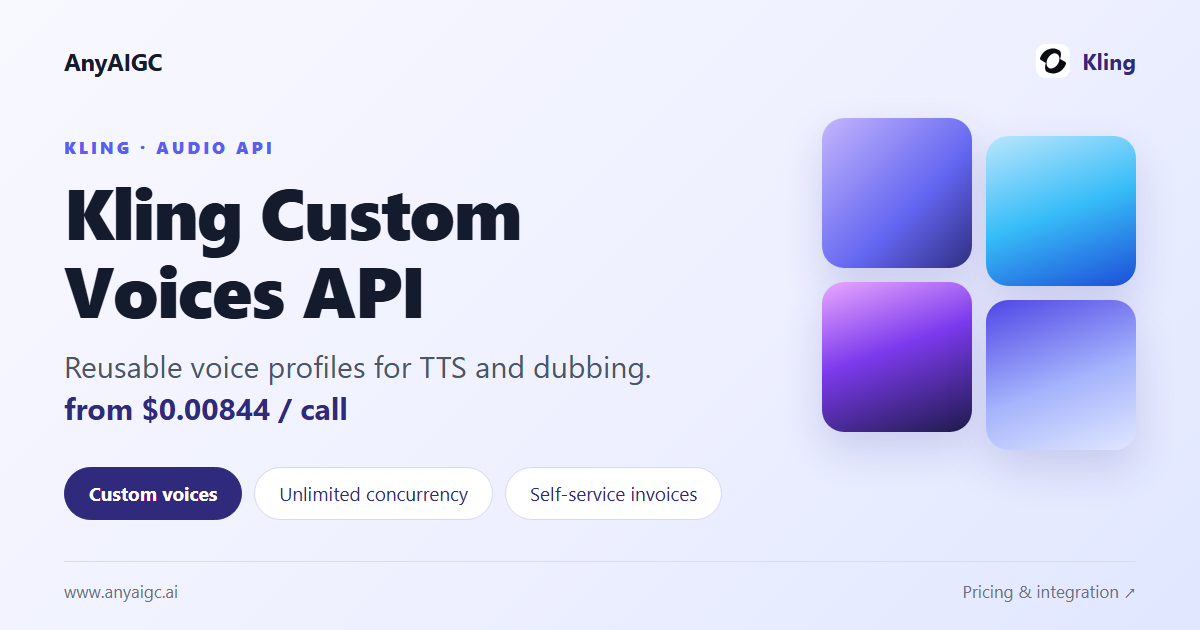 AnyAIGC
Kling
KLING · AUDIO API
Kling Custom
Voices API
Reusable voice profiles for TTS and dubbing.
from $0.00844 / call
Custom voices
Unlimited concurrency
Self-service invoices
www.anyaigc.ai
Pricing & integration ↗